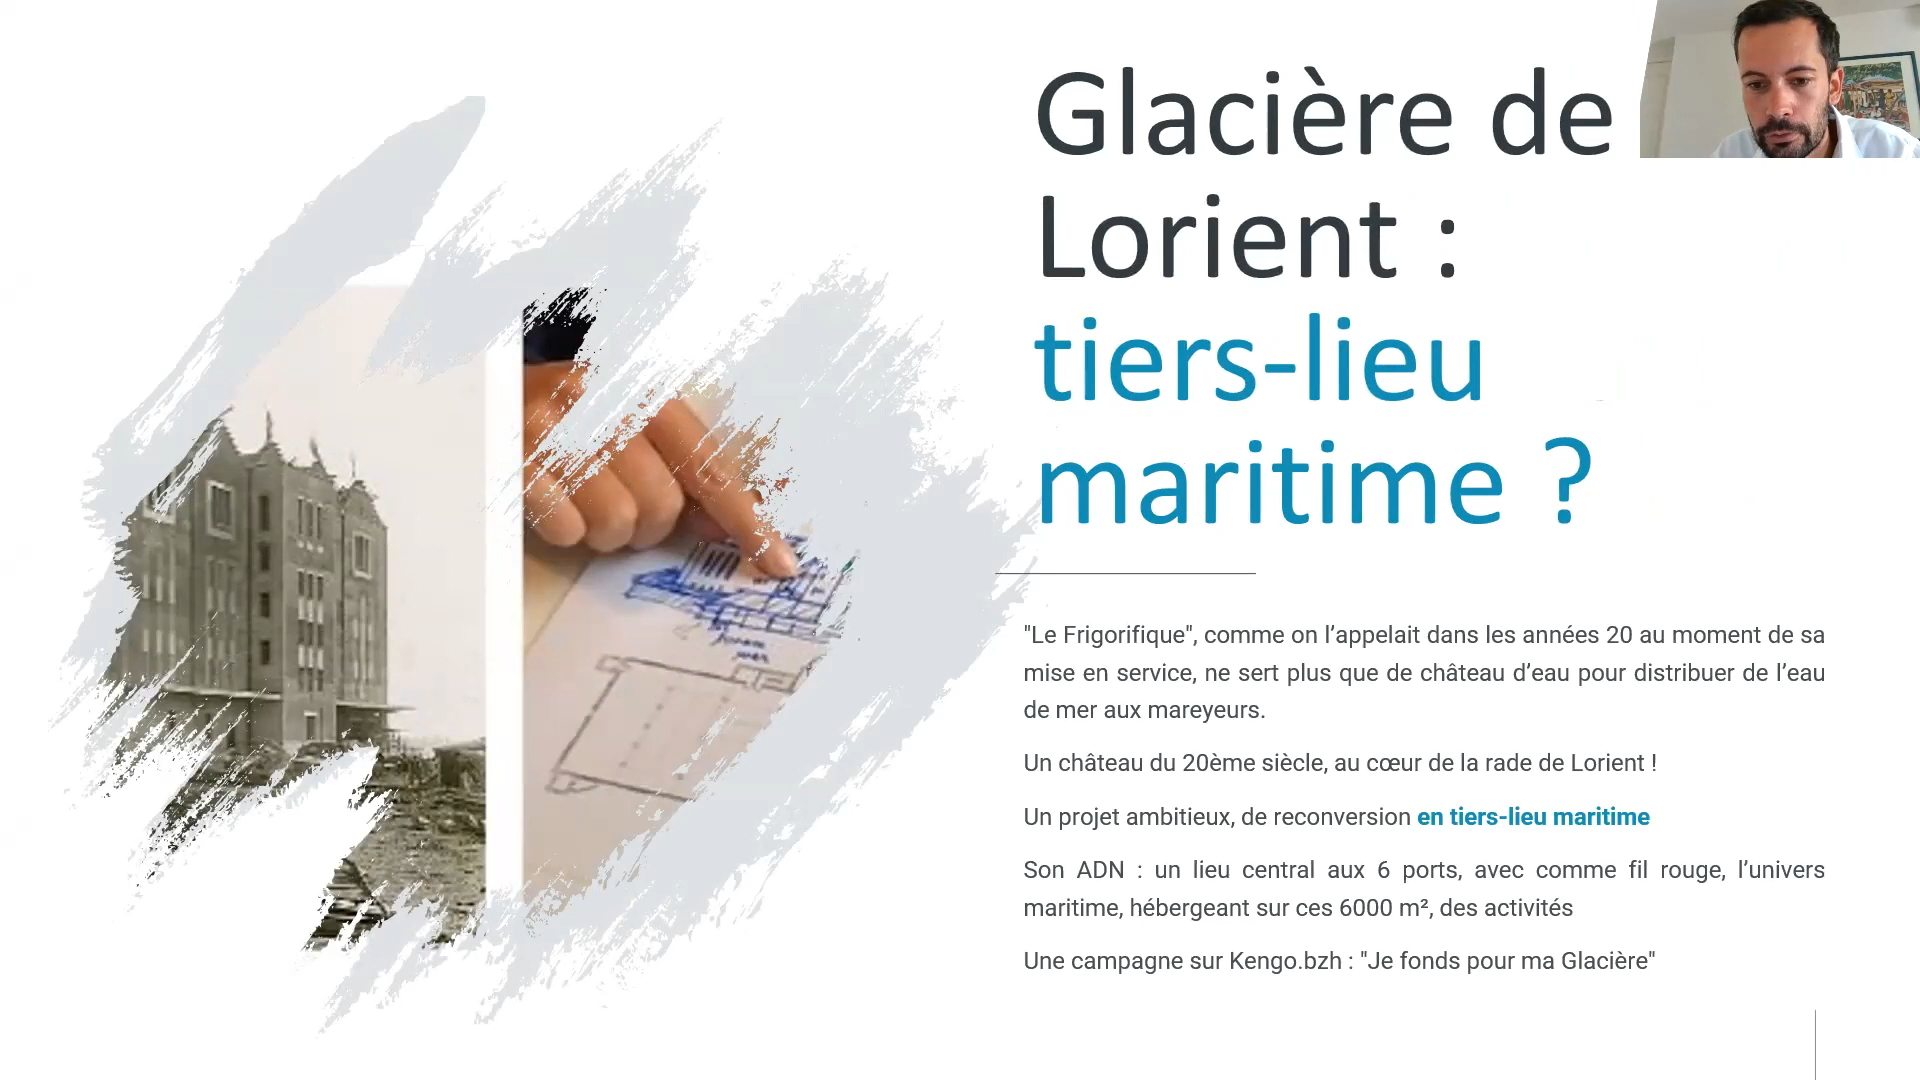 Glacière de
Lorient :
tiers-lieu
maritime ?
"Le Frigorifique", comme on l’appelait dans les années 20 au moment de sa
mise en service, ne sert plus que de château d’eau pour distribuer de l’eau
de mer aux mareyeurs.
Un château du 20ème siècle, au cœur de la rade de Lorient !
Un projet ambitieux, de reconversion en tiers-lieu maritime
Son ADN : un lieu central aux 6 ports, avec comme fil rouge, l’univers
maritime, hébergeant sur ces 6000 m², des activités
Une campagne sur Kengo.bzh : "Je fonds pour ma Glacière"